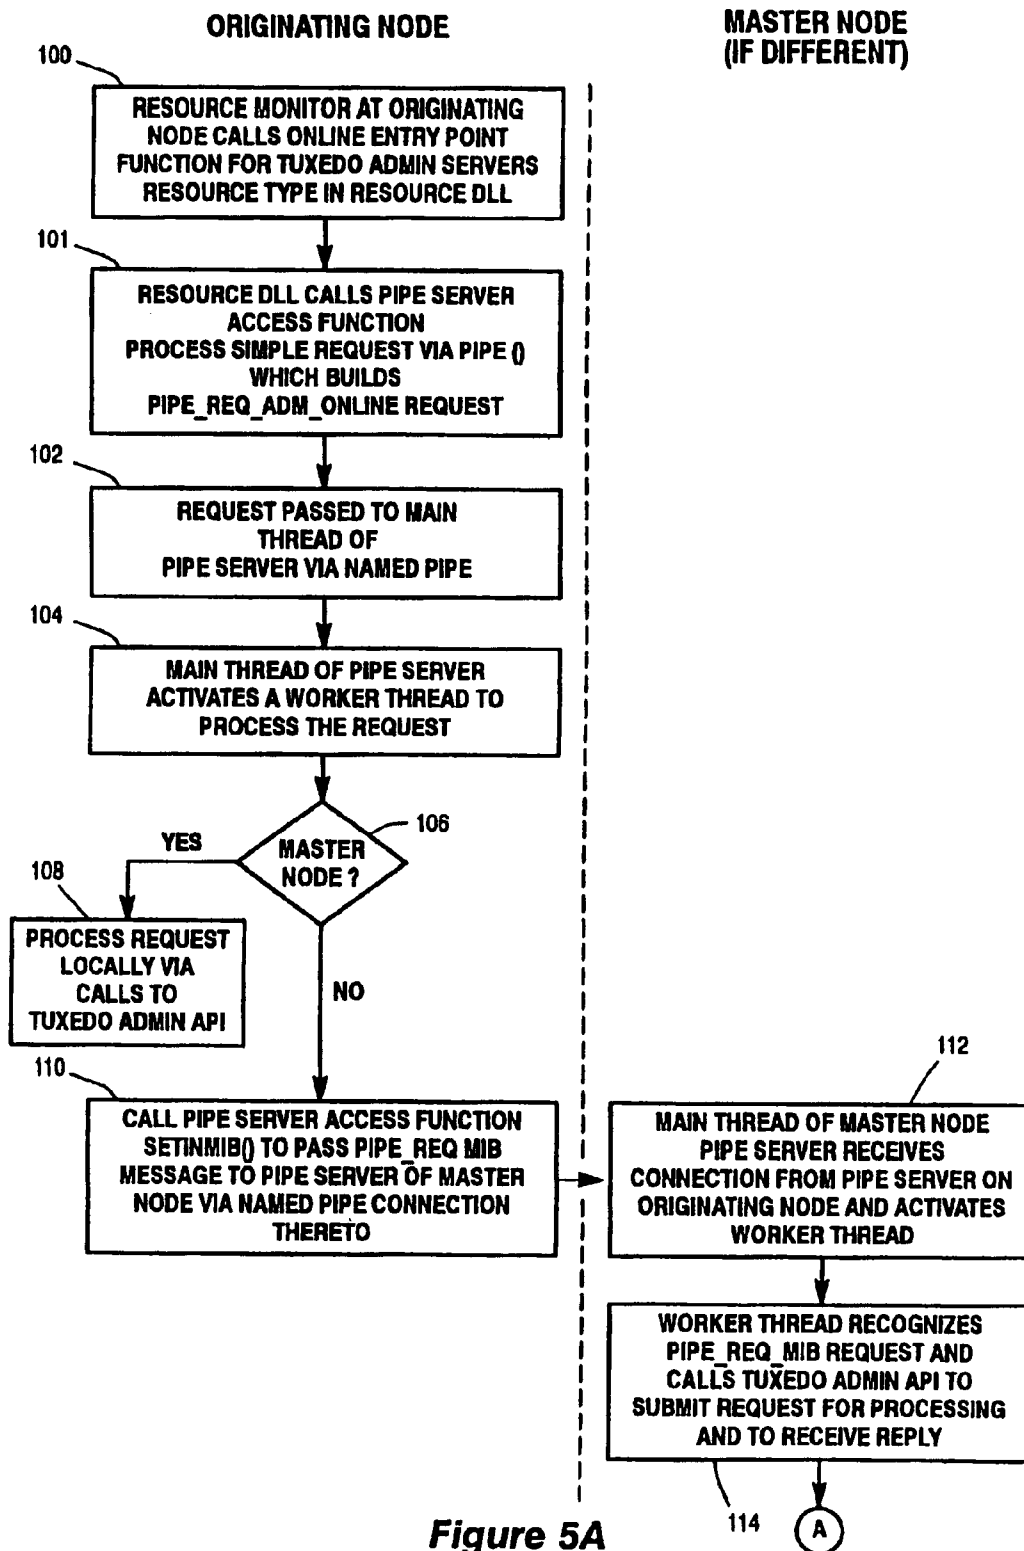 ORIGINATING NODE
MASTER NODE
(IF DIFFERENT)
100
RESOURCE MONITOR AT ORIGINATING
NODE CALLS ONLINE ENTRY POINT
FUNCTION FOR TUXEDO ADMIN SERVERS
RESOURCE TYPE IN RESOURCE DLL
101
RESOURCE DLL CALLS PIPE SERVER
ACCESS FUNCTION
PROCESS SIMPLE REQUEST VIA PIPE ()
WHICH BUILDS
PIPE_REQ_ADM_ONLINE REQUEST
102
REQUEST PASSED TO MAIN
THREAD OF
PIPE SERVER VIA NAMED PIPE
104
MAIN THREAD OF PIPE SERVER
ACTIVATES A WORKER THREAD TO
PROCESS THE REQUEST
106
MASTER
NODE ?
YES
108
PROCESS REQUEST
LOCALLY VIA
CALLS TO
TUXEDO ADMIN API
NO
110
CALL PIPE SERVER ACCESS FUNCTION
SETINMIB() TO PASS PIPE_REQ MIB
MESSAGE TO PIPE SERVER OF MASTER
NODE VIA NAMED PIPE CONNECTION
THERETO
112
MAIN THREAD OF MASTER NODE
PIPE SERVER RECEIVES
CONNECTION FROM PIPE SERVER ON
ORIGINATING NODE AND ACTIVATES
WORKER THREAD
WORKER THREAD RECOGNIZES
PIPE_REQ_MIB REQUEST AND
CALLS TUXEDO ADMIN API TO
SUBMIT REQUEST FOR PROCESSING
AND TO RECEIVE REPLY
114
A
Figure 5A